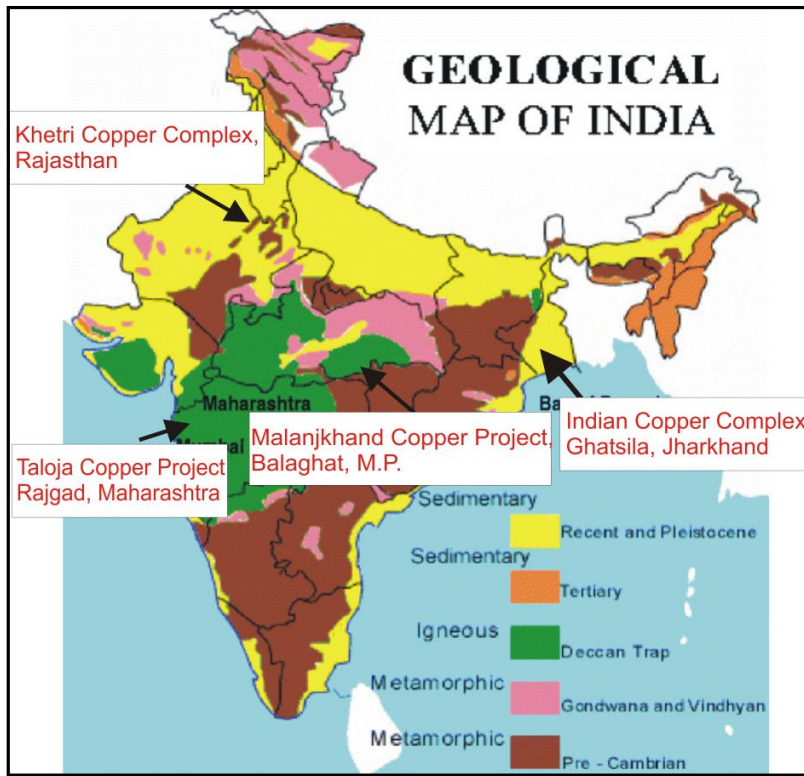 GEOLOGICAL
MAP OF INDIA
Khetri Copper Complex,
Rajasthan
Maharashtra
Taloja Copper Project
Rajgad, Maharashtra
Malanjkhand Copper Project,
Balaghat, M.P.
Indian Copper Complex
Ghatsila, Jharkhand
Sedimentary
Recent and Pleistocene
Sedimentary
Tertiary
Igneous
Deccan Trap
Metamorphic
Gondwana and Vindhyan
Metamorphic
Pre - Cambrian